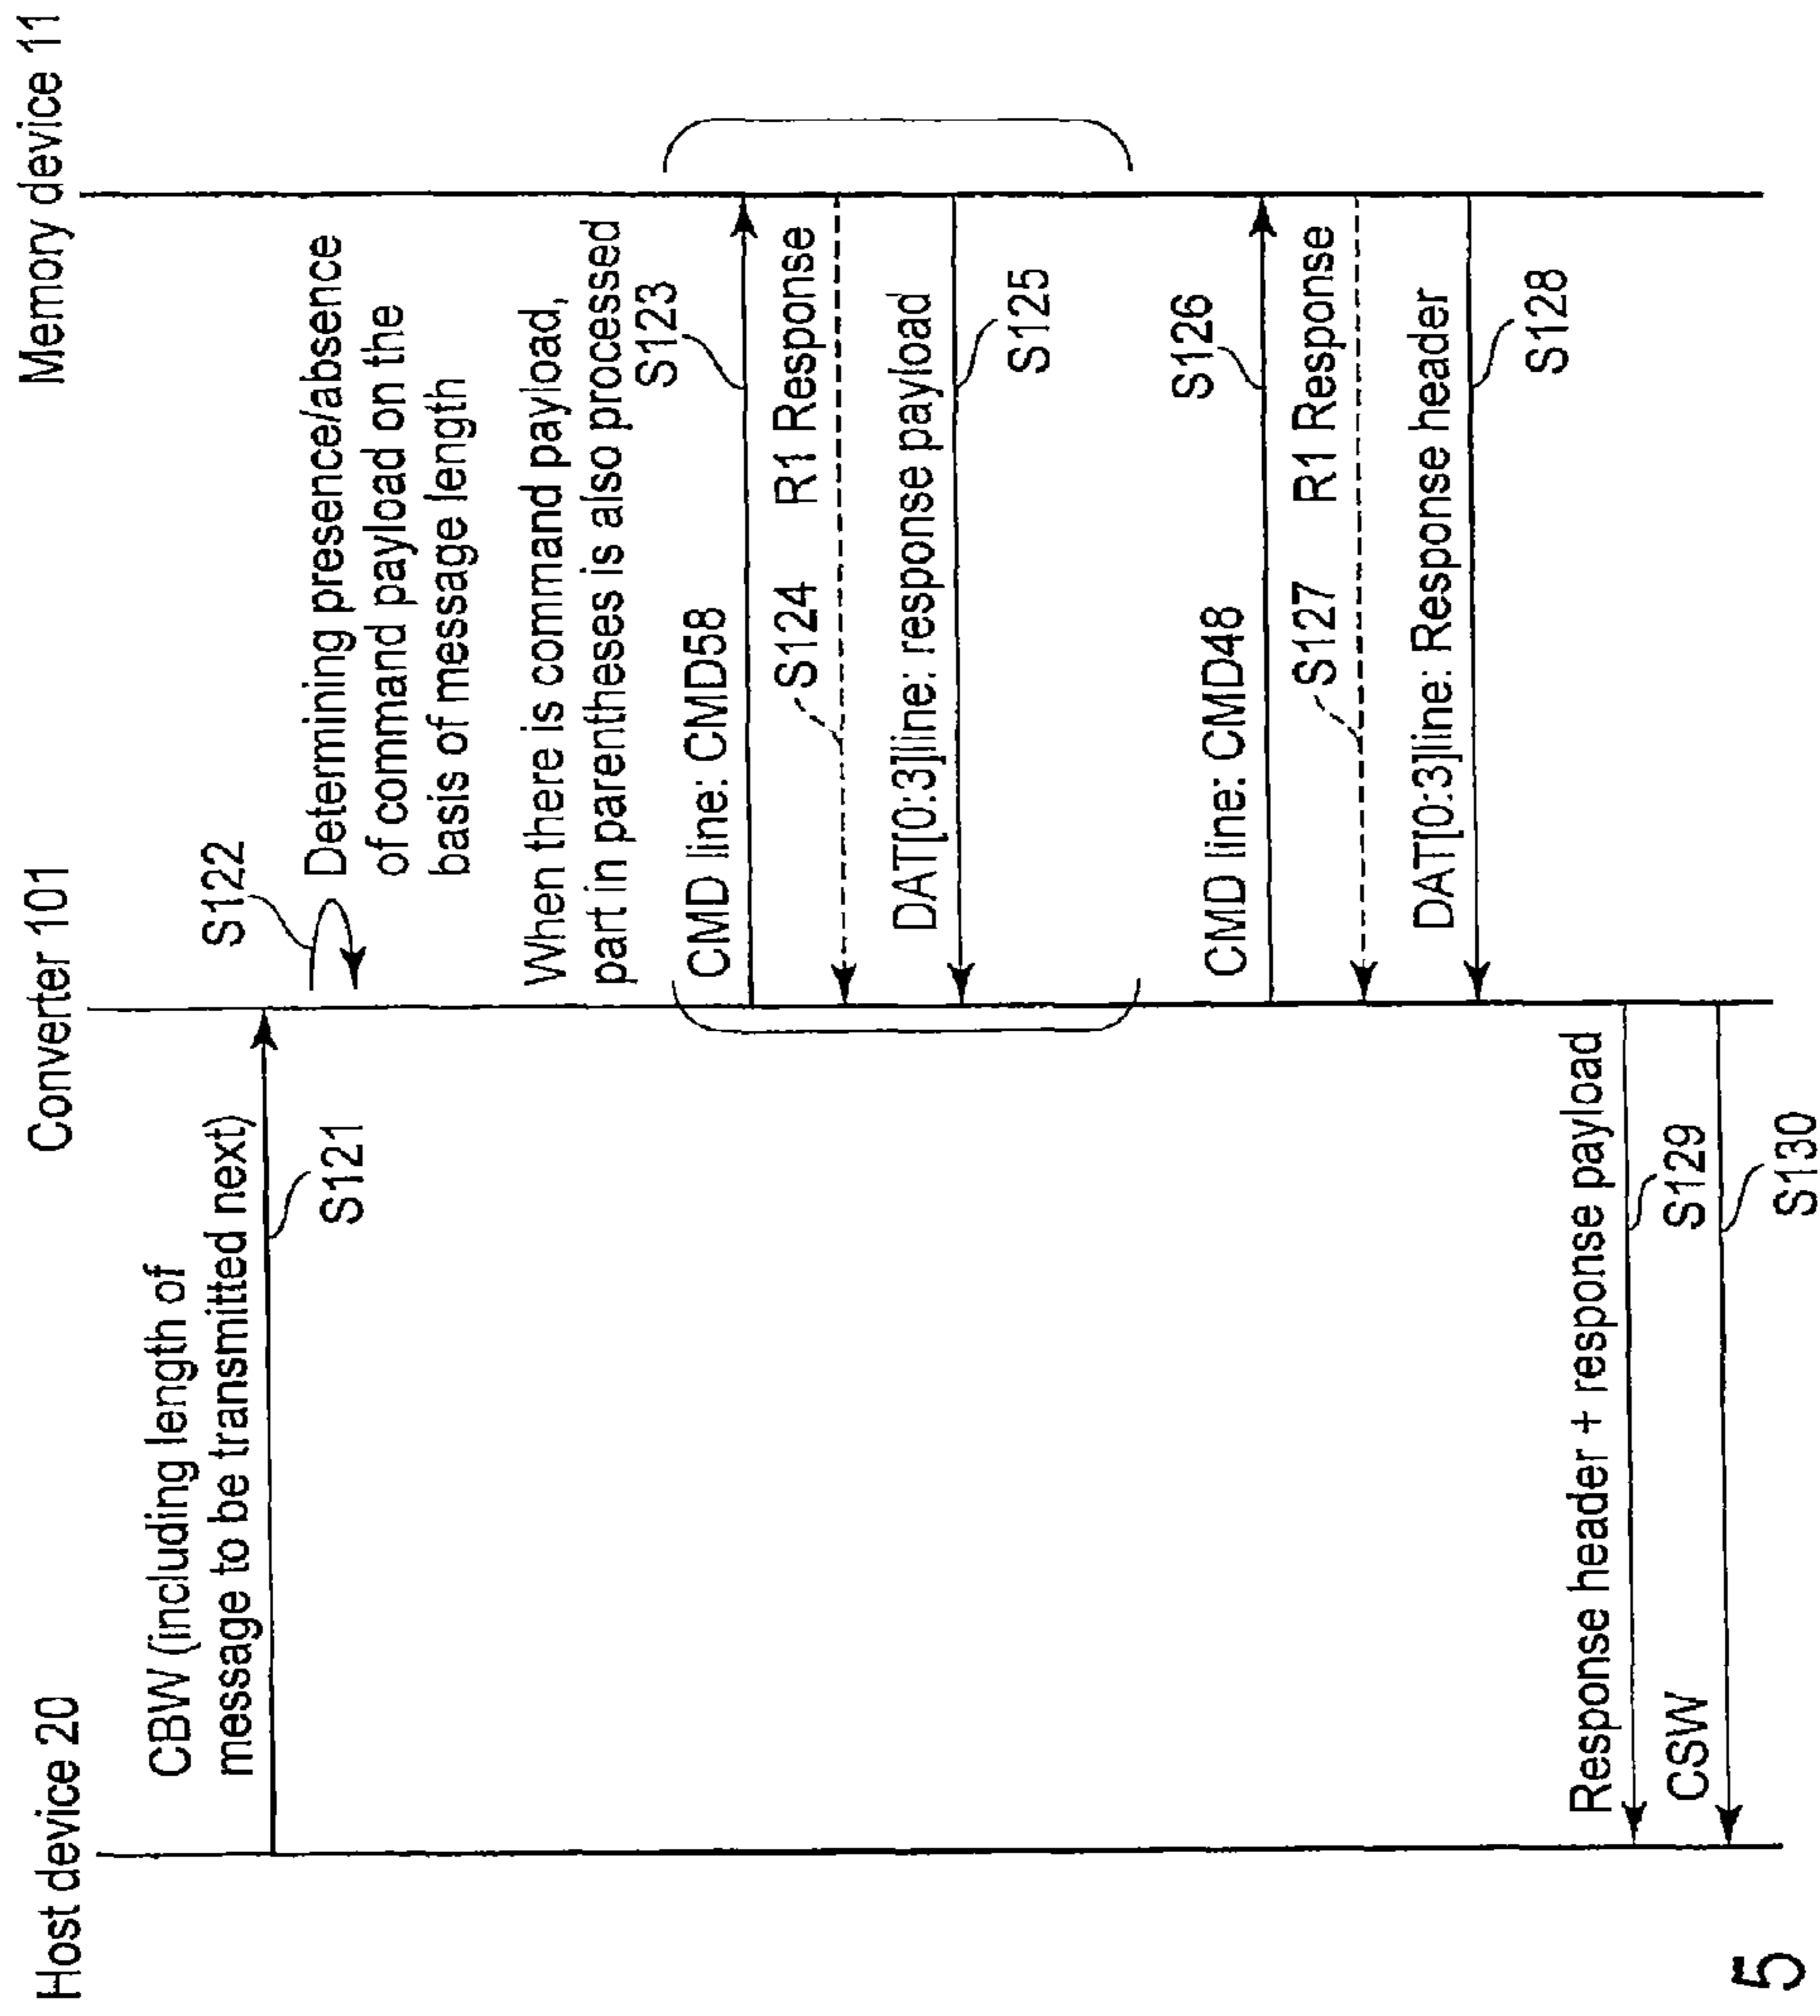 Host device 20
Converter 101
Memory device 11
CBW (including length of
message to be transmitted next)
S121
S122
Determining presence/absence
of command payload on the
basis of message length
When there is command payload,
part in parentheses is also processed
S123
CMD line: CMD58
S124
R1 Response
DAT[0:3]line: response payload
S125
S126
CMD line: CMD48
S127
R1 Response
DAT[0:3]line: Response header
S128
Response header + response payload
S129
CSW
S130
5